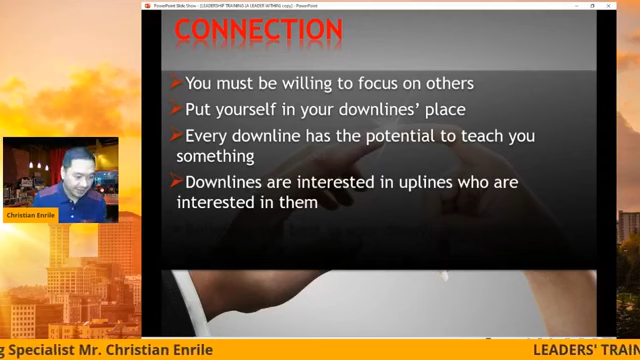 PowerPoint Slide Show - [LEADERSHIP TRAINING (A LEADER WITHIN) copy] - PowerPoint
CONNECTION
You must be willing to focus on others
Put yourself in your downlines' place
Every downline has the potential to teach you
something
Downlines are interested in uplines who are
interested in them
Christian Enrile
g Specialist Mr. Christian Enrile
LEADERS' TRAIN